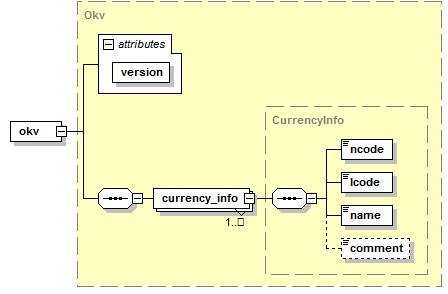 Okv
attributes
version
okv
CurrencyInfo
ncode
currency_info
lcode
1..□
name
comment